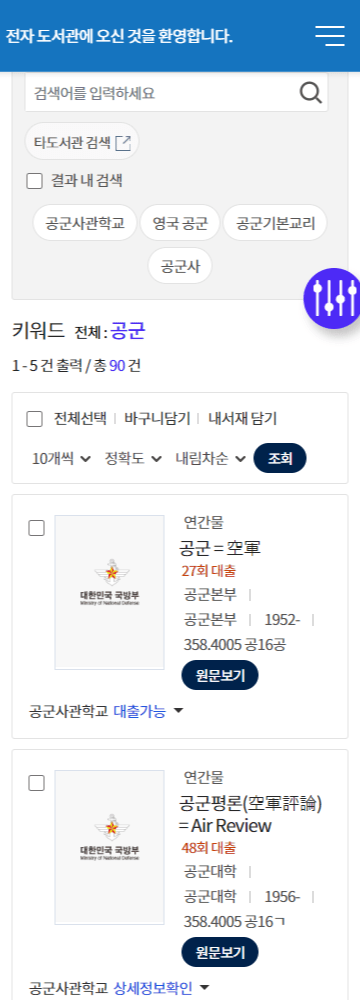 전자 도서관에 오신 것을 환영합니다.
검색어를 입력하세요
타도서관 검색
결과 내 검색
공군사관학교 영국 공군 공군기본교리
공군사
키워드 전체 : 공군
1 - 5 건 출력 / 총 90 건
전체선택 바구니담기 내서재 담기
10개씩 정확도 내림차순 조회
연간물
공군 = 空軍
27회 대출
공군본부
공군본부 1952-
358.4005 공16공
원문보기
대한민국 국방부
Ministry of National Defense
공군사관학교 대출가능
연간물
공군평론(空軍評論)
= Air Review
48회 대출
공군대학
공군대학 1956-
358.4005 공16ㄱ
원문보기
대한민국 국방부
Ministry of National Defense
공군사관학교 상세정보확인